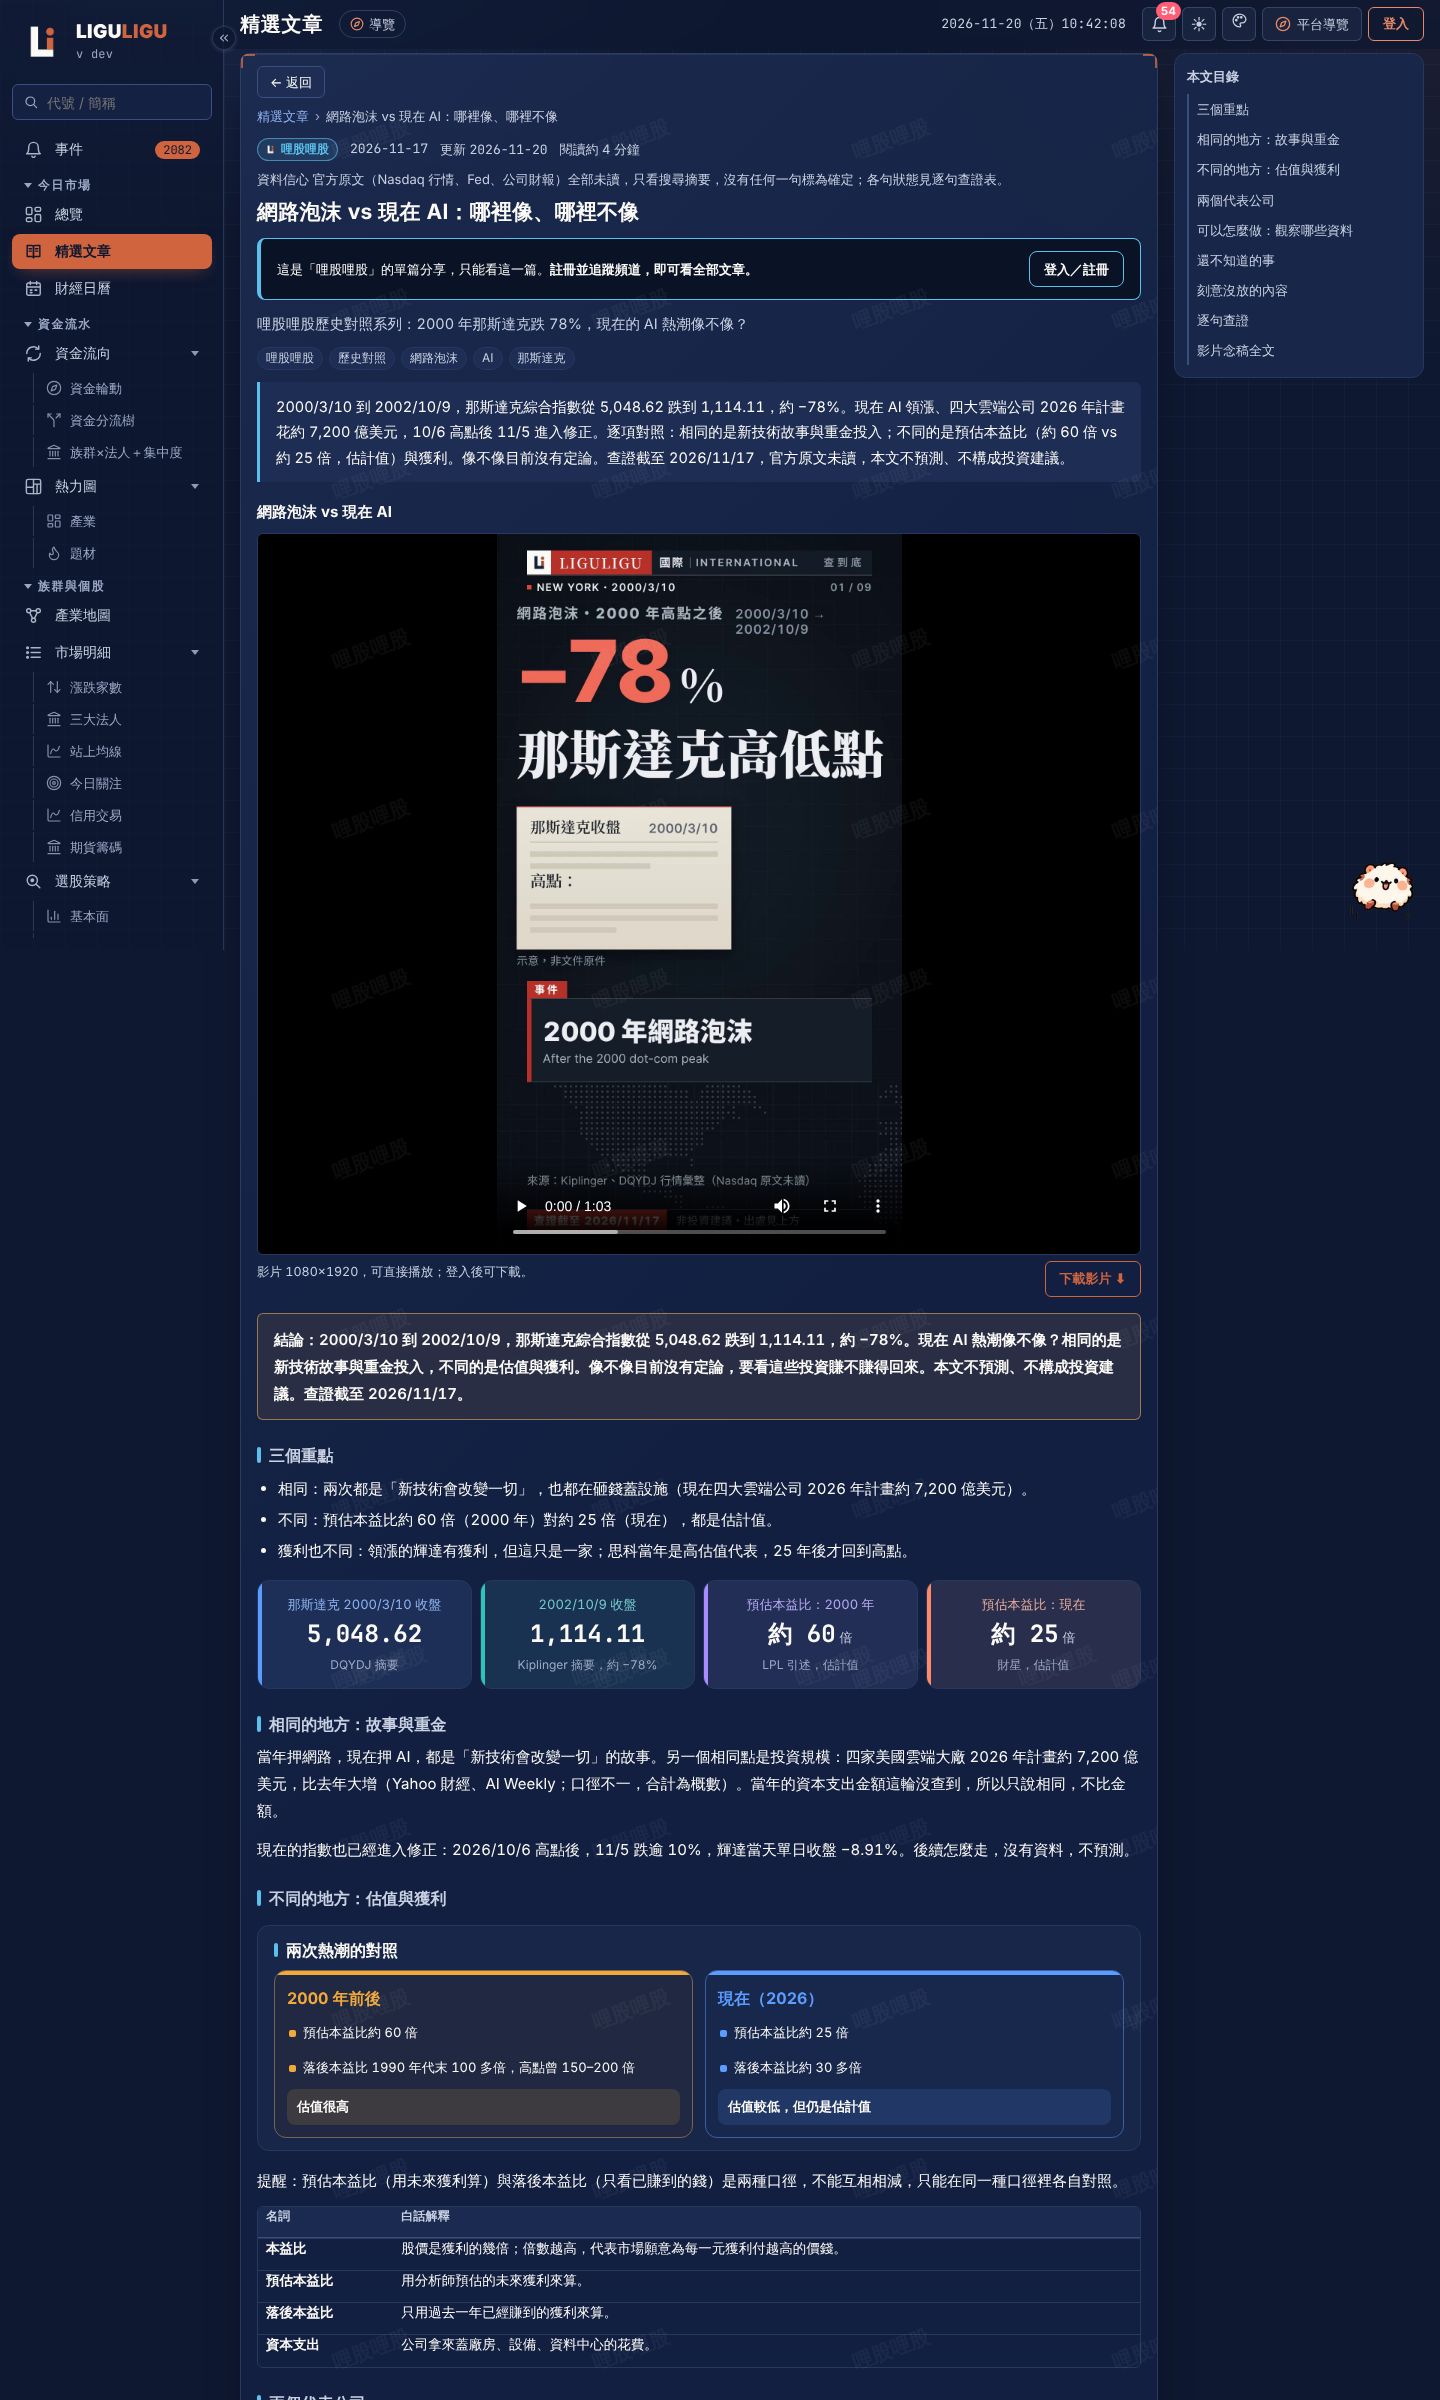 LIGULIGU
v dev
代號 / 簡稱
事件 2082
今日市場
總覽
精選文章
財經日曆
資金流水
資金流向
資金輪動
資金分流樹
族群×法人＋集中度
熱力圖
產業
題材
族群與個股
產業地圖
市場明細
漲跌家數
三大法人
站上均線
今日關注
信用交易
期貨籌碼
選股策略
基本面
精選文章 導覽
2026-11-20（五）10:42:08
54
平台導覽
登入
← 返回
精選文章 › 網路泡沫 vs 現在 AI：哪裡像、哪裡不像
哩股哩股 2026-11-17 更新 2026-11-20 閱讀約 4 分鐘
資料信心 官方原文（Nasdaq 行情、Fed、公司財報）全部未讀，只看搜尋摘要，沒有任何一句標為確定；各句狀態見逐句查證表。
網路泡沫 vs 現在 AI：哪裡像、哪裡不像
這是「哩股哩股」的單篇分享，只能看這一篇。註冊並追蹤頻道，即可看全部文章。
登入／註冊
哩股哩股歷史對照系列：2000 年那斯達克跌 78%，現在的 AI 熱潮像不像？
哩股哩股 歷史對照 網路泡沫 AI 那斯達克
2000/3/10 到 2002/10/9，那斯達克綜合指數從 5,048.62 跌到 1,114.11，約 −78%。現在 AI 領漲、四大雲端公司 2026 年計畫
花約 7,200 億美元，10/6 高點後 11/5 進入修正。逐項對照：相同的是新技術故事與重金投入；不同的是預估本益比（約 60 倍 vs
約 25 倍，估計值）與獲利。像不像目前沒有定論。查證截至 2026/11/17，官方原文未讀，本文不預測、不構成投資建議。
網路泡沫 vs 現在 AI
LIGULIGU 國際 INTERNATIONAL 查到底
NEW YORK・2000/3/10 01 / 09
網路泡沫・2000 年高點之後 2000/3/10 →
2002/10/9
−78%
那斯達克高低點
那斯達克收盤 2000/3/10
高點：
示意，非文件原件
事件
2000 年網路泡沫
After the 2000 dot-com peak
來源：Kiplinger、DQYDJ 行情彙整（Nasdaq 原文未讀）
0:00 / 1:03
查證截至 2026/11/17 非投資建議・出處見上方
影片 1080×1920，可直接播放；登入後可下載。
下載影片 ⬇
結論：2000/3/10 到 2002/10/9，那斯達克綜合指數從 5,048.62 跌到 1,114.11，約 −78%。現在 AI 熱潮像不像？相同的是
新技術故事與重金投入，不同的是估值與獲利。像不像目前沒有定論，要看這些投資賺不賺得回來。本文不預測、不構成投資建
議。查證截至 2026/11/17。
三個重點
• 相同：兩次都是「新技術會改變一切」，也都在砸錢蓋設施（現在四大雲端公司 2026 年計畫約 7,200 億美元）。
• 不同：預估本益比約 60 倍（2000 年）對約 25 倍（現在），都是估計值。
• 獲利也不同：領漲的輝達有獲利，但這只是一家；思科當年是高估值代表，25 年後才回到高點。
那斯達克 2000/3/10 收盤
5,048.62
DQYDJ 摘要
2002/10/9 收盤
1,114.11
Kiplinger 摘要，約 −78%
預估本益比：2000 年
約 60 倍
LPL 引述，估計值
預估本益比：現在
約 25 倍
財星，估計值
相同的地方：故事與重金
當年押網路，現在押 AI，都是「新技術會改變一切」的故事。另一個相同點是投資規模：四家美國雲端大廠 2026 年計畫約 7,200 億
美元，比去年大增（Yahoo 財經、AI Weekly；口徑不一，合計為概數）。當年的資本支出金額這輪沒查到，所以只說相同，不比金
額。
現在的指數也已經進入修正：2026/10/6 高點後，11/5 跌逾 10%，輝達當天單日收盤 −8.91%。後續怎麼走，沒有資料，不預測。
不同的地方：估值與獲利
兩次熱潮的對照
2000 年前後
預估本益比約 60 倍
落後本益比 1990 年代末 100 多倍，高點曾 150–200 倍
估值很高
現在（2026）
預估本益比約 25 倍
落後本益比約 30 多倍
估值較低，但仍是估計值
提醒：預估本益比（用未來獲利算）與落後本益比（只看已賺到的錢）是兩種口徑，不能互相相減，只能在同一種口徑裡各自對照。
名詞 白話解釋
本益比 股價是獲利的幾倍；倍數越高，代表市場願意為每一元獲利付越高的價錢。
預估本益比 用分析師預估的未來獲利來算。
落後本益比 只用過去一年已經賺到的獲利來算。
資本支出 公司拿來蓋廠房、設備、資料中心的花費。
兩個代表公司
本文目錄
三個重點
相同的地方：故事與重金
不同的地方：估值與獲利
兩個代表公司
可以怎麼做：觀察哪些資料
還不知道的事
刻意沒放的內容
逐句查證
影片念稿全文